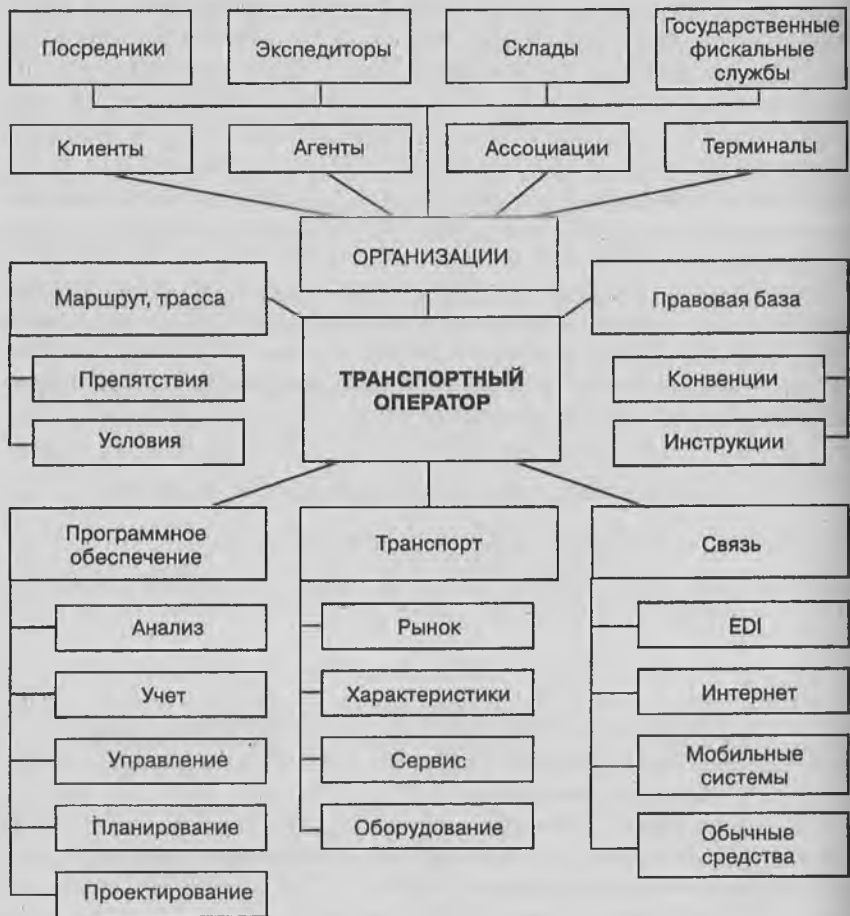 Посредники
Экспедиторы
Склады
Государственные
фискальные
службы
Клиенты
Агенты
Ассоциации
Терминалы
ОРГАНИЗАЦИИ
Маршрут, трасса
Правовая база
Препятствия
Условия
ТРАНСПОРТНЫЙ
ОПЕРАТОР
Конвенции
Инструкции
Программное
обеспечение
Анализ
Учет
Управление
Планирование
Проектирование
Транспорт
Рынок
Характеристики
Сервис
Оборудование
Связь
EDI
Интернет
Мобильные
системы
Обычные
средства